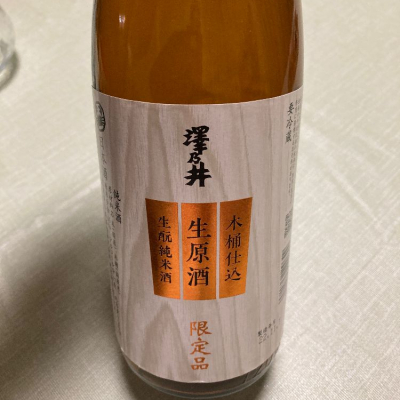 澤乃井
木桶仕込
生原酒
生酛純米酒
限定品
要冷蔵
純米酒